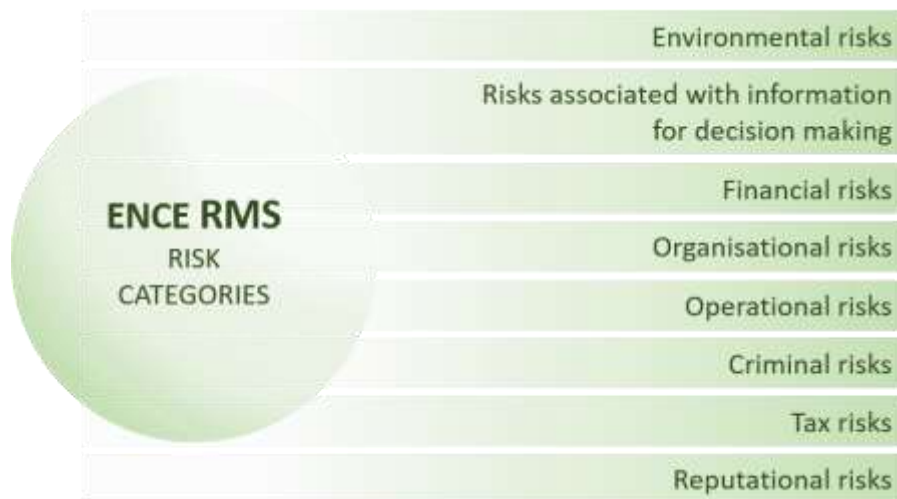 Environmental risks
Risks associated with information
for decision making
Financial risks
ENCE RMS
RISK
CATEGORIES
Organisational risks
Operational risks
Criminal risks
Tax risks
Reputational risks